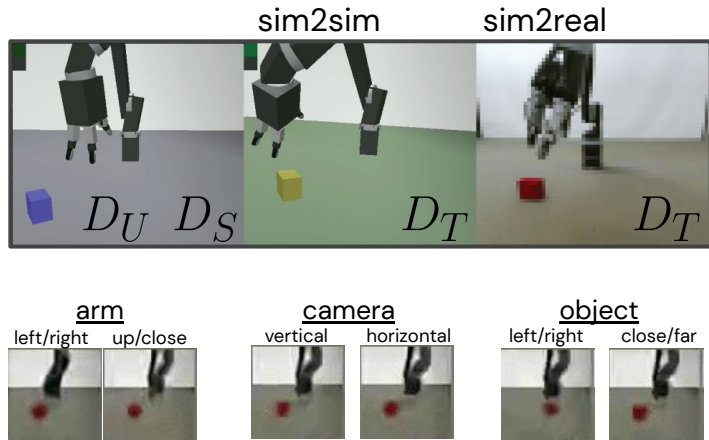 sim2sim sim2real
D_U D_S D_T D_T
arm camera object
left/right up/close vertical horizontal left/right close/far